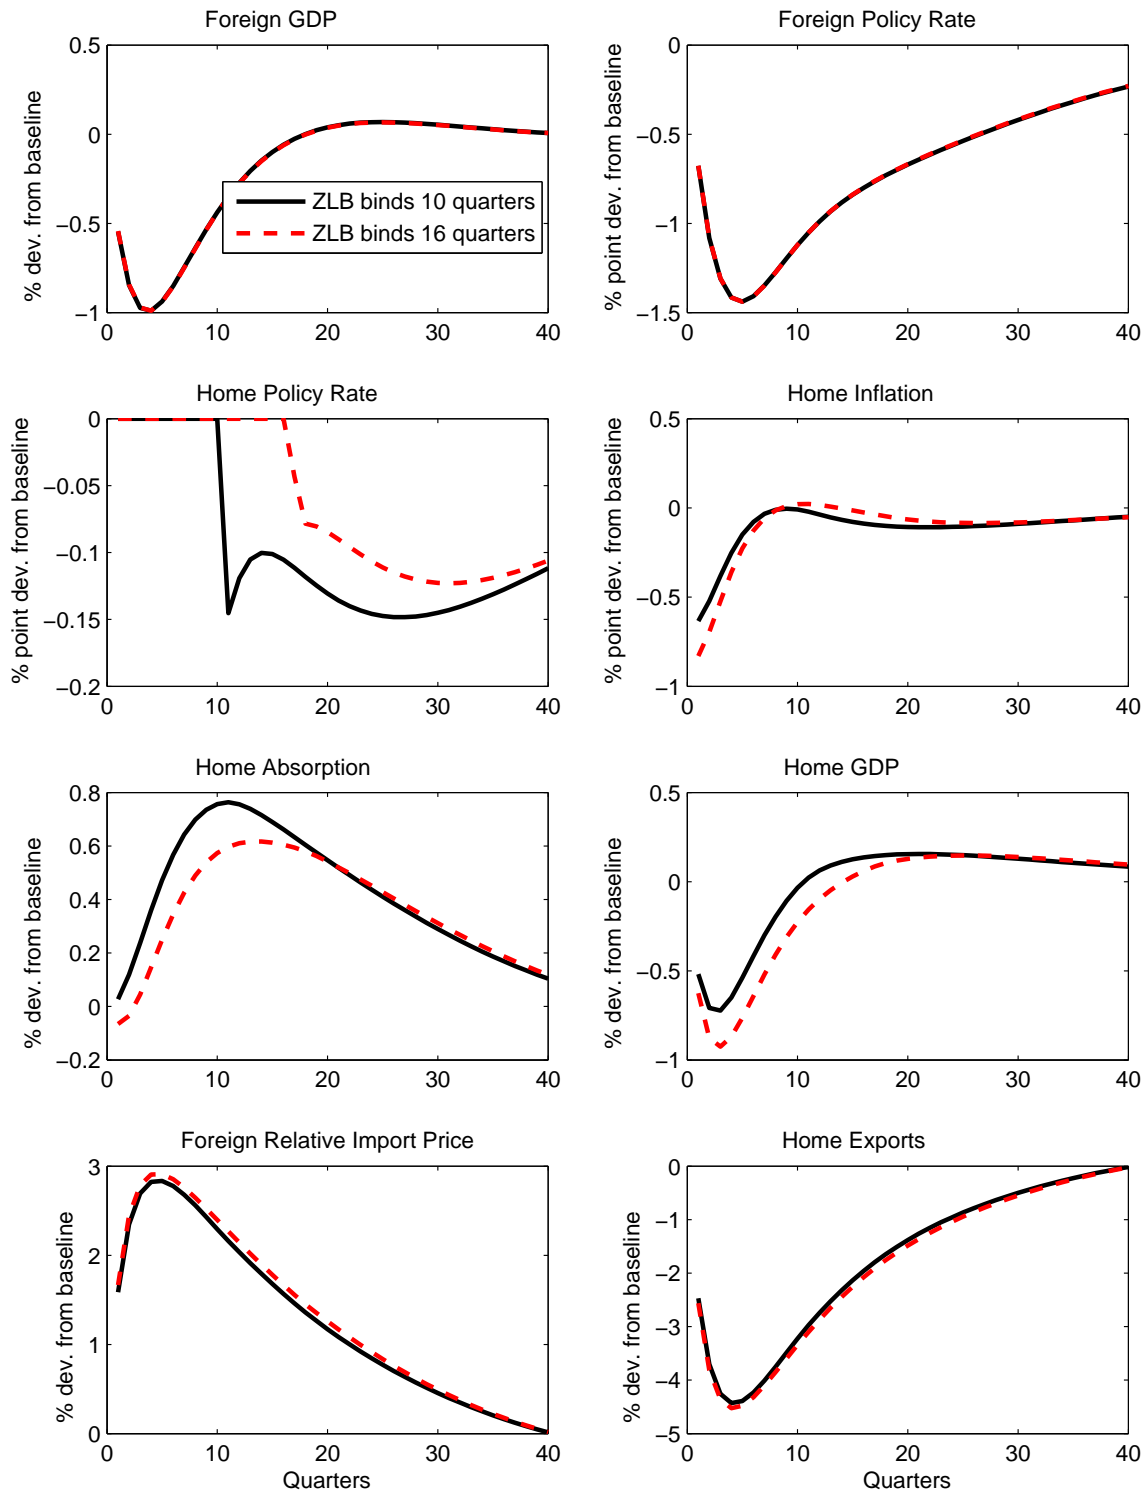 Foreign GDP
% dev. from baseline
0.5
0
−0.5
−1
0 10 20 30 40
ZLB binds 10 quarters
ZLB binds 16 quarters
Foreign Policy Rate
% point dev. from baseline
0
−0.5
−1
−1.5
0 10 20 30 40
Home Policy Rate
% point dev. from baseline
0
−0.05
−0.1
−0.15
−0.2
0 10 20 30 40
Home Inflation
% point dev. from baseline
0.5
0
−0.5
−1
0 10 20 30 40
Home Absorption
% dev. from baseline
0.8
0.6
0.4
0.2
0
−0.2
0 10 20 30 40
Home GDP
% dev. from baseline
0.5
0
−0.5
−1
0 10 20 30 40
Foreign Relative Import Price
% dev. from baseline
3
2
1
0
0 10 20 30 40
Quarters
Home Exports
% dev. from baseline
0
−1
−2
−3
−4
−5
0 10 20 30 40
Quarters